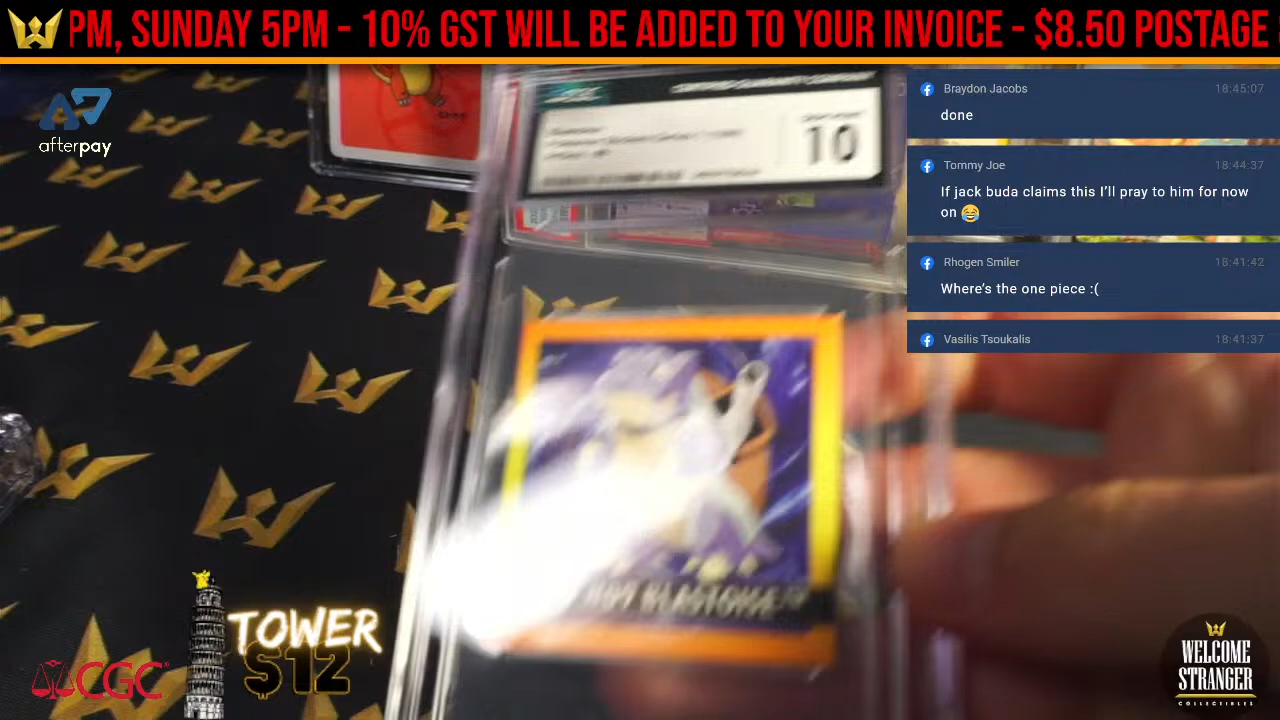 PM, SUNDAY 5PM - 10% GST WILL BE ADDED TO YOUR INVOICE - $8.50 POSTAGE
afterpay
10
Braydon Jacobs 18:45:07
done
Tommy Joe 18:44:37
If jack buda claims this I'll pray to him for now
on 😂
Rhogen Smiler 18:41:42
Where's the one piece :(
Vasilis Tsoukalis 18:41:37
BLASTOISE
TOWER
$12
CGC
WELCOME
STRANGER
COLLECTIBLES